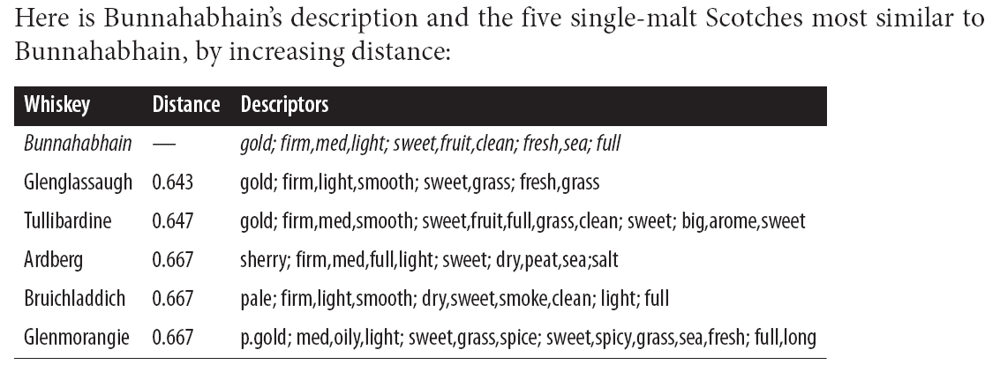 Here is Bunnahabhain’s description and the five single-malt Scotches most similar to
Bunnahabhain, by increasing distance:
Whiskey Distance Descriptors
Bunnahabhain — gold; firm,med,light; sweet,fruit,clean; fresh,sea; full
Glenglassaugh 0.643 gold; firm,light,smooth; sweet,grass; fresh,grass
Tullibardine 0.647 gold; firm,med,smooth; sweet,fruit,full,grass,clean; sweet; big,arome,sweet
Ardberg 0.667 sherry; firm,med,full,light; sweet; dry,peat,sea;salt
Bruichladdich 0.667 pale; firm,light,smooth; dry,sweet,smoke,clean; light; full
Glenmorangie 0.667 p.gold; med,oily,light; sweet,grass,spice; sweet,spicy,grass,sea,fresh; full,long